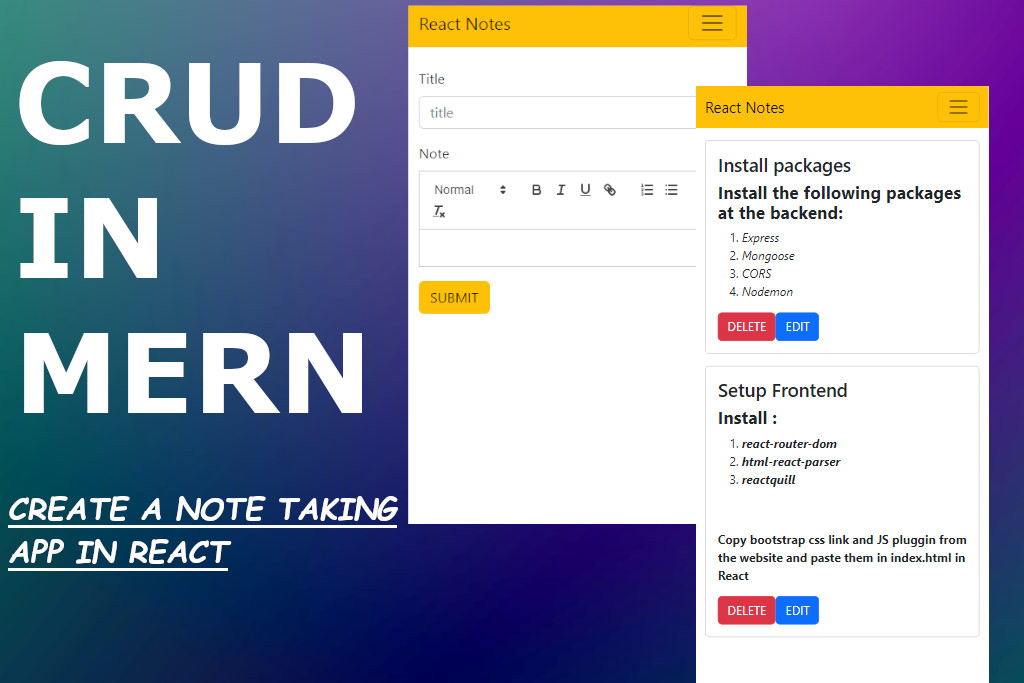 CRUD
IN
MERN
CREATE A NOTE TAKING
APP IN REACT
React Notes
Title
title
Note
Normal
B I U
Tx
SUBMIT
React Notes
Install packages
Install the following packages
at the backend:
1. Express
2. Mongoose
3. CORS
4. Nodemon
DELETE EDIT
Setup Frontend
Install :
1. react-router-dom
2. html-react-parser
3. reactquill
Copy bootstrap css link and JS pluggin from
the website and paste them in index.html in
React
DELETE EDIT